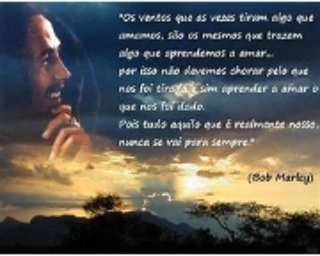 "Os ventos que as vezes tiram algo que
amamos, são os mesmos que trazem
algo que aprendemos a amar...
por isso não devemos chorar pelo que
nos foi tirado e sim aprender a amar o
que nos foi dado.
Pois tudo aquilo que é realmente nosso,
nunca se vai para sempre."
(Bob Marley)